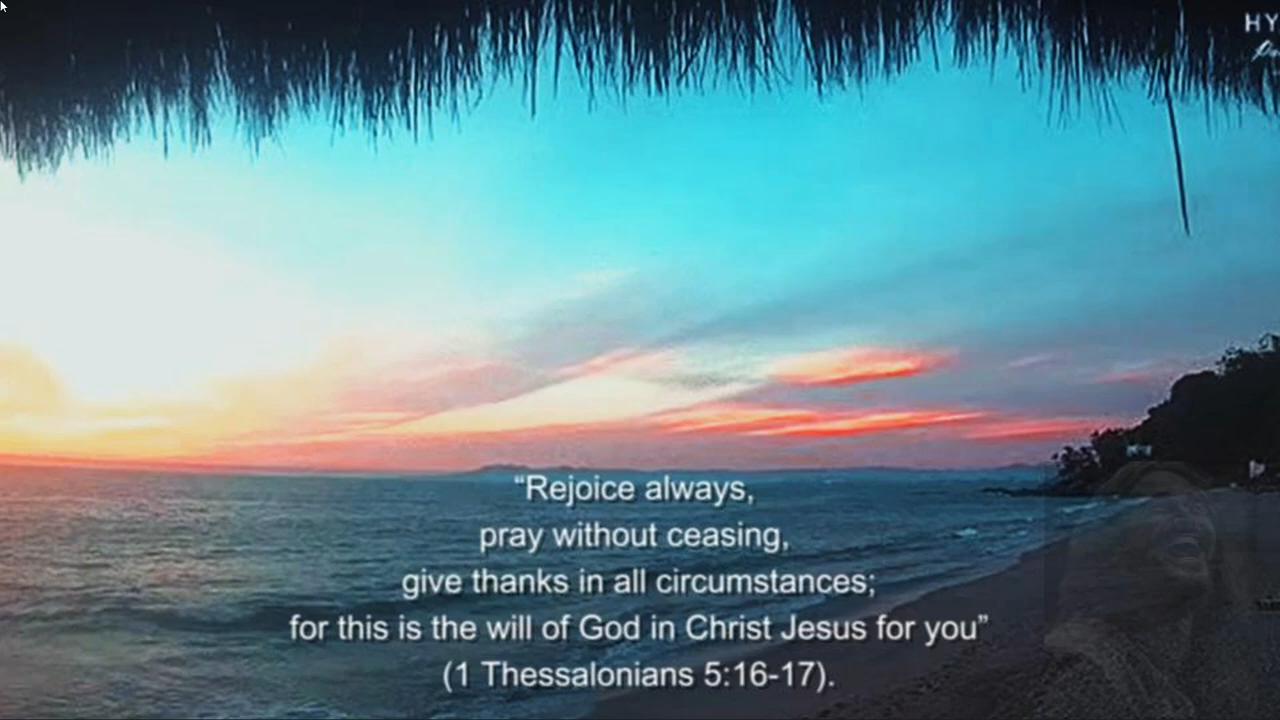 HY
“Rejoice always,
pray without ceasing,
give thanks in all circumstances;
for this is the will of God in Christ Jesus for you”
(1 Thessalonians 5:16-17).